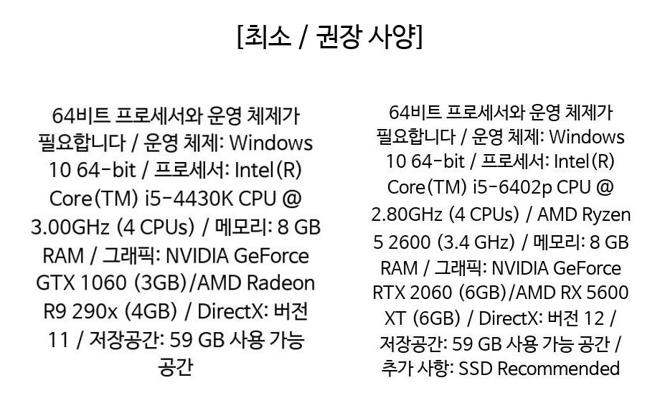 [최소 / 권장 사양]
64비트 프로세서와 운영 체제가
필요합니다 / 운영 체제: Windows
10 64-bit / 프로세서: Intel(R)
Core(TM) i5-4430K CPU @
3.00GHz (4 CPUs) / 메모리: 8 GB
RAM / 그래픽: NVIDIA GeForce
GTX 1060 (3GB)/AMD Radeon
R9 290x (4GB) / DirectX: 버전
11 / 저장공간: 59 GB 사용 가능
공간
64비트 프로세서와 운영 체제가
필요합니다 / 운영 체제: Windows
10 64-bit / 프로세서: Intel(R)
Core(TM) i5-6402p CPU @
2.80GHz (4 CPUs) / AMD Ryzen
5 2600 (3.4 GHz) / 메모리: 8 GB
RAM / 그래픽: NVIDIA GeForce
RTX 2060 (6GB)/AMD RX 5600
XT (6GB) / DirectX: 버전 12 /
저장공간: 59 GB 사용 가능 공간 /
추가 사항: SSD Recommended